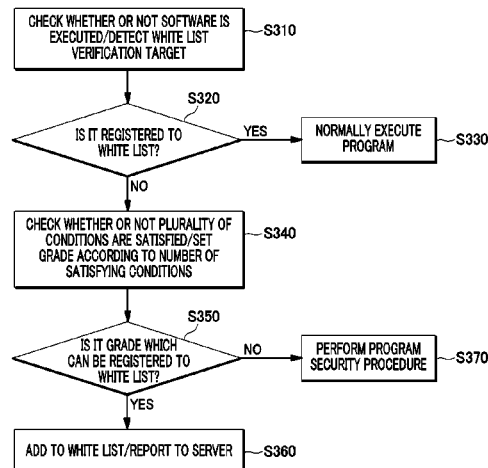 CHECK WHETHER OR NOT SOFTWARE IS
EXECUTED/DETECT WHITE LIST
VERIFICATION TARGET
S310
S320
IS IT REGISTERED TO
WHITE LIST?
YES
NORMALLY EXECUTE
PROGRAM
S330
NO
CHECK WHETHER OR NOT PLURALITY OF
CONDITIONS ARE SATISFIED/SET
GRADE ACCORDING TO NUMBER OF
SATISFYING CONDITIONS
S340
S350
IS IT GRADE WHICH
CAN BE REGISTERED TO
WHITE LIST?
NO
PERFORM PROGRAM
SECURITY PROCEDURE
S370
YES
ADD TO WHITE LIST/REPORT TO SERVER
S360